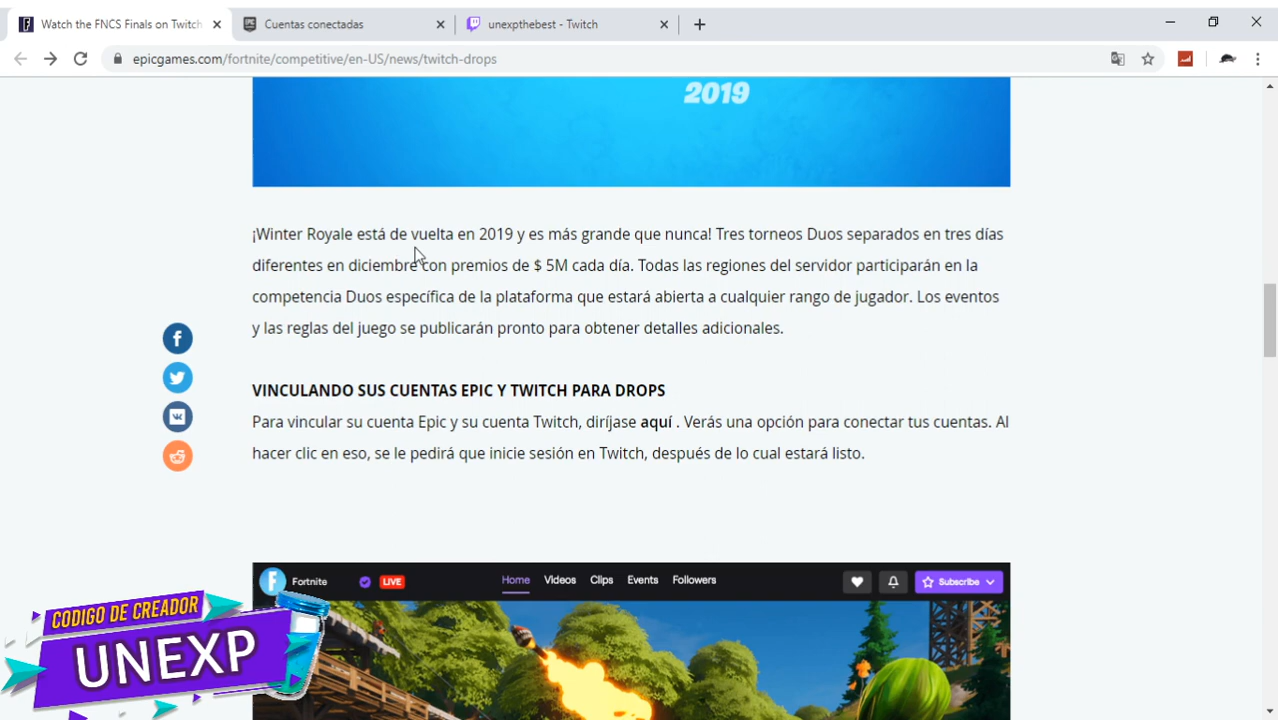 Watch the FNCS Finals on Twitch
Cuentas conectadas
unexpthebest - Twitch
epicgames.com/fortnite/competitive/en-US/news/twitch-drops
2019
¡Winter Royale está de vuelta en 2019 y es más grande que nunca! Tres torneos Duos separados en tres días
diferentes en diciembre con premios de $ 5M cada día. Todas las regiones del servidor participarán en la
competencia Duos específica de la plataforma que estará abierta a cualquier rango de jugador. Los eventos
y las reglas del juego se publicarán pronto para obtener detalles adicionales.
VINCULANDO SUS CUENTAS EPIC Y TWITCH PARA DROPS
Para vincular su cuenta Epic y su cuenta Twitch, diríjase aquí . Verás una opción para conectar tus cuentas. Al
hacer clic en eso, se le pedirá que inicie sesión en Twitch, después de lo cual estará listo.
Fortnite LIVE Home Videos Clips Events Followers Subscribe
CODIGO DE CREADOR
UNEXP